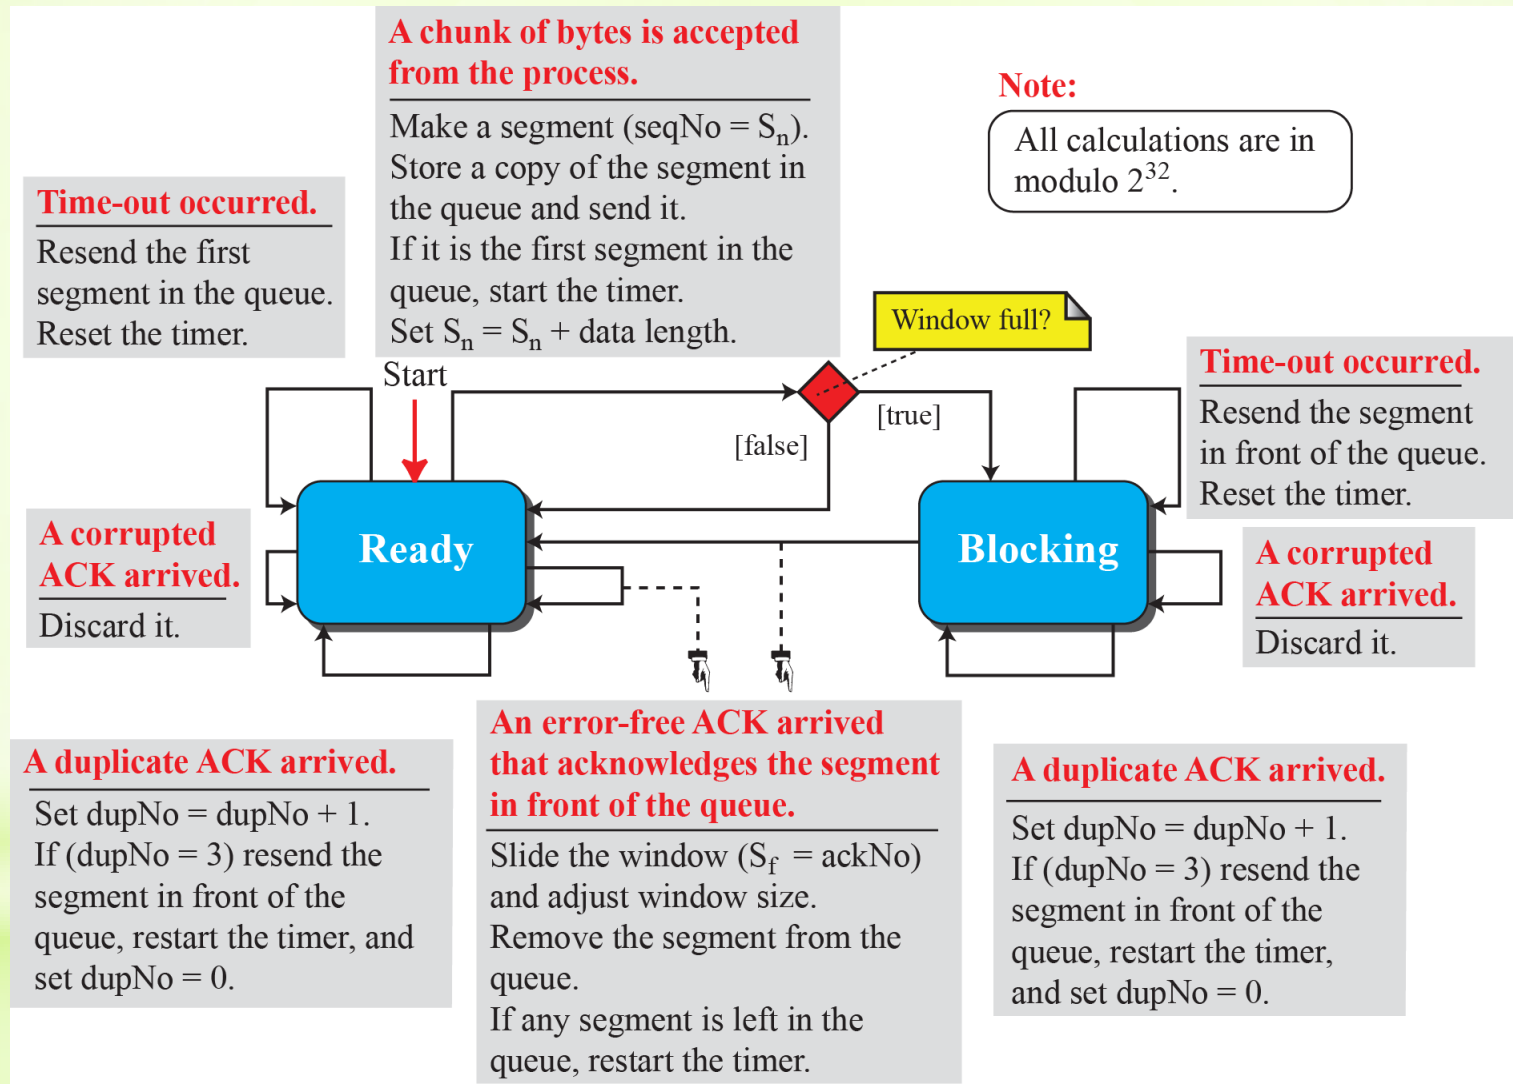 A chunk of bytes is accepted
from the process.
Make a segment (seqNo = Sn).
Store a copy of the segment in
the queue and send it.
If it is the first segment in the
queue, start the timer.
Set Sn = Sn + data length.
Note:
All calculations are in
modulo 2^32.
Time-out occurred.
Resend the first
segment in the queue.
Reset the timer.
Window full?
Start
[true]
[false]
Time-out occurred.
Resend the segment
in front of the queue.
Reset the timer.
A corrupted
ACK arrived.
Discard it.
Ready
Blocking
A corrupted
ACK arrived.
Discard it.
A duplicate ACK arrived.
Set dupNo = dupNo + 1.
If (dupNo = 3) resend the
segment in front of the
queue, restart the timer, and
set dupNo = 0.
An error-free ACK arrived
that acknowledges the segment
in front of the queue.
Slide the window (Sf = ackNo)
and adjust window size.
Remove the segment from the
queue.
If any segment is left in the
queue, restart the timer.
A duplicate ACK arrived.
Set dupNo = dupNo + 1.
If (dupNo = 3) resend the
segment in front of the
queue, restart the timer,
and set dupNo = 0.